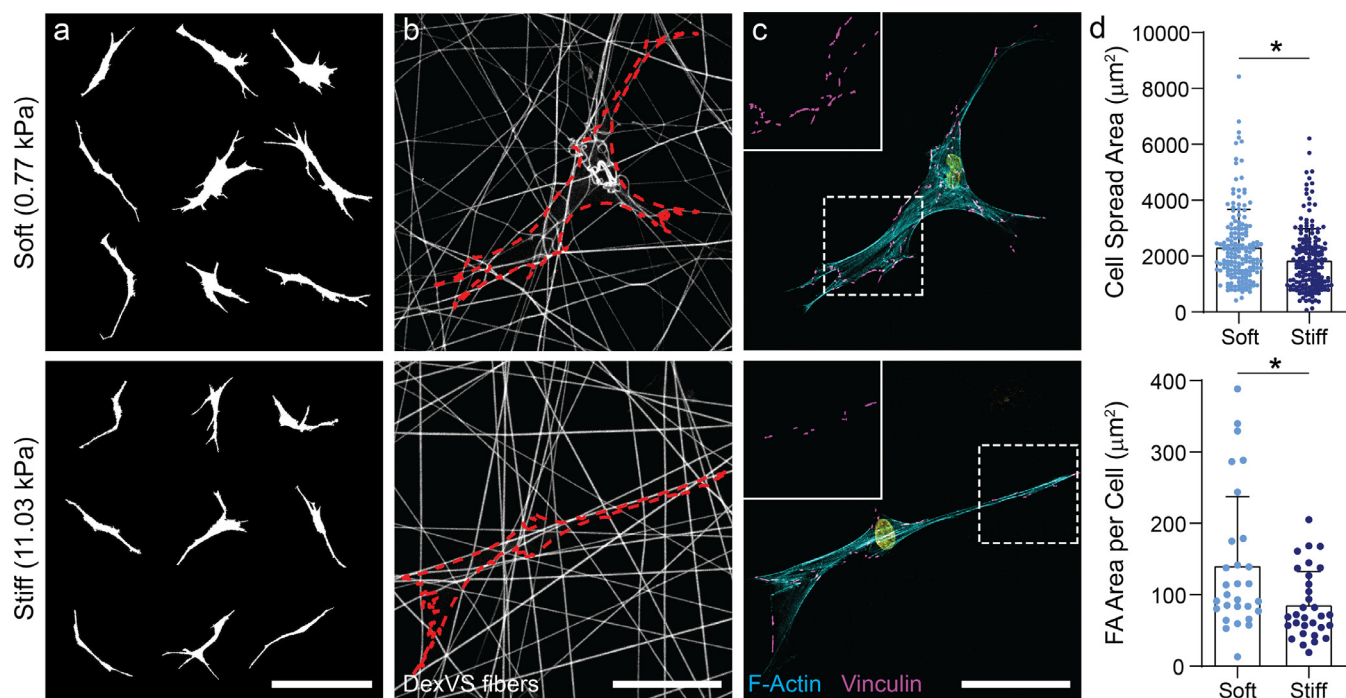 a
b
c
d
Soft (0.77 kPa)
Stiff (11.03 kPa)
DexVS fibers
F-Actin Vinculin
Cell Spread Area (μm²)
10000
8000
6000
4000
2000
0
*
Soft Stiff
FA Area per Cell (μm²)
400
300
200
100
0
*
Soft Stiff